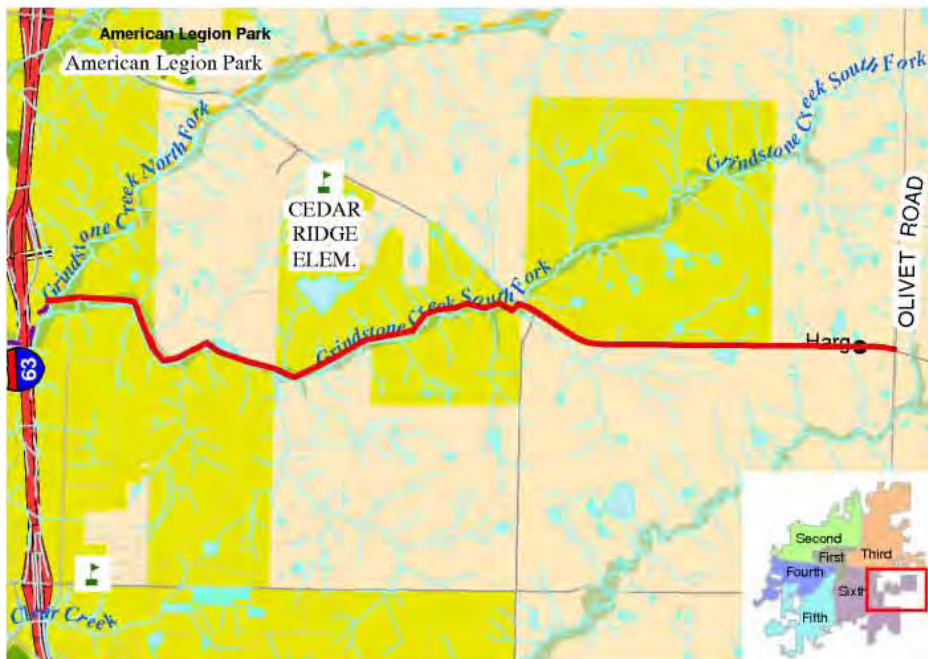 American Legion Park
American Legion Park
Grindstone Creek South Fork
Grindstone Creek North Fork
CEDAR
RIDGE
ELEM.
OLIVET ROAD
Grindstone Creek South Fork
Harg
63
Second
First
Third
Fourth
Sixth
Fifth
Clear Creek